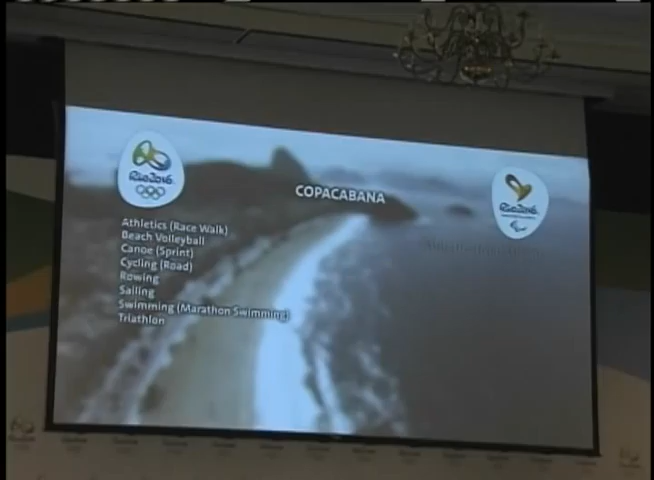 Rio2016
COPACABANA
Rio2016
Athletics (Race Walk)
Beach Volleyball
Canoe (Sprint)
Cycling (Road)
Rowing
Sailing
Swimming (Marathon Swimming)
Triathlon